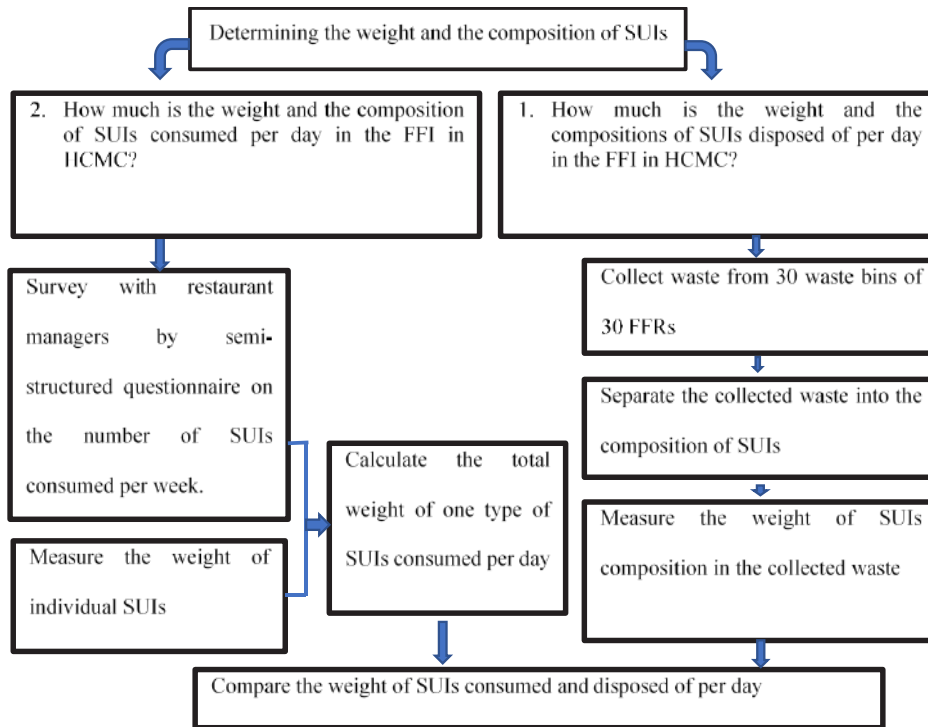 Determining the weight and the composition of SUIs
2. How much is the weight and the composition
of SUIs consumed per day in the FFI in
HCMC?
1. How much is the weight and the
compositions of SUIs disposed of per day
in the FFI in HCMC?
Survey with restaurant
managers by semi-
structured questionnaire on
the number of SUIs
consumed per week.
Measure the weight of
individual SUIs
Calculate the total
weight of one type of
SUIs consumed per day
Collect waste from 30 waste bins of
30 FFRs
Separate the collected waste into the
composition of SUIs
Measure the weight of SUIs
composition in the collected waste
Compare the weight of SUIs consumed and disposed of per day